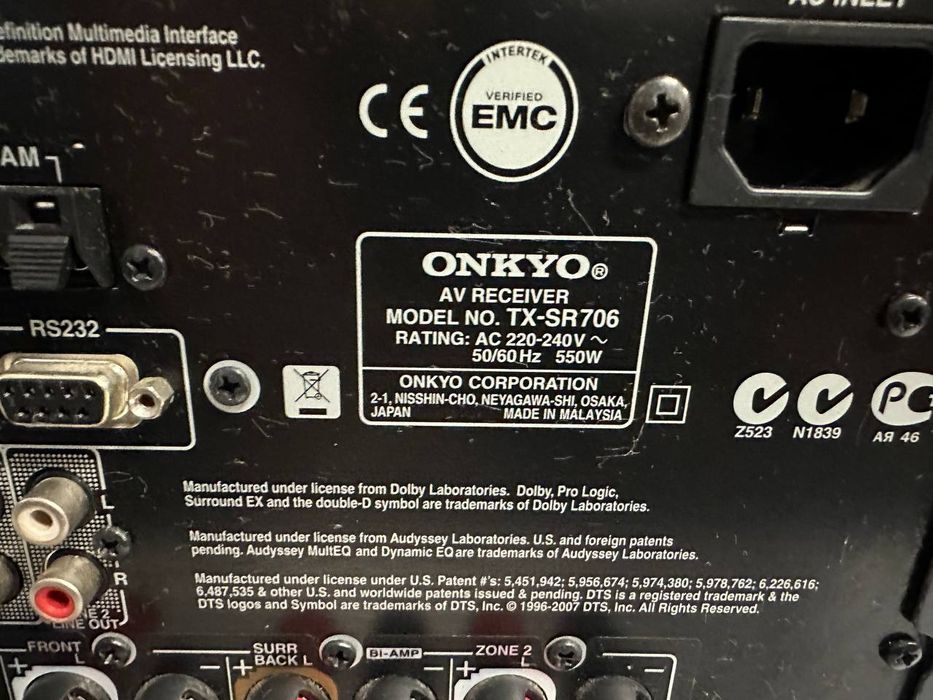 efinition Multimedia Interface
demarks of HDMI Licensing LLC.
AC INLET
INTERTEK
VERIFIED
EMC
CE
AM
ONKYO®
AV RECEIVER
MODEL NO. TX-SR706
RATING: AC 220-240V ~
50/60 Hz 550W
ONKYO CORPORATION
2-1, NISSHIN-CHO, NEYAGAWA-SHI, OSAKA,
JAPAN MADE IN MALAYSIA
RS232
Z523 N1839 AЯ 46
Manufactured under license from Dolby Laboratories. Dolby, Pro Logic,
Surround EX and the double-D symbol are trademarks of Dolby Laboratories.
Manufactured under license from Audyssey Laboratories. U.S. and foreign patents
pending. Audyssey MultEQ and Dynamic EQ are trademarks of Audyssey Laboratories.
Manufactured under license under U.S. Patent #'s: 5,451,942; 5,956,674; 5,974,380; 5,978,762; 6,226,616;
6,487,535 & other U.S. and worldwide patents issued & pending. DTS is a registered trademark & the
DTS logos and Symbol are trademarks of DTS, Inc. © 1996-2007 DTS, Inc. All Rights Reserved.
L
R
LINE OUT
FRONT
L
SURR
BACK L
BI-AMP
ZONE 2
L
+ − + − + −